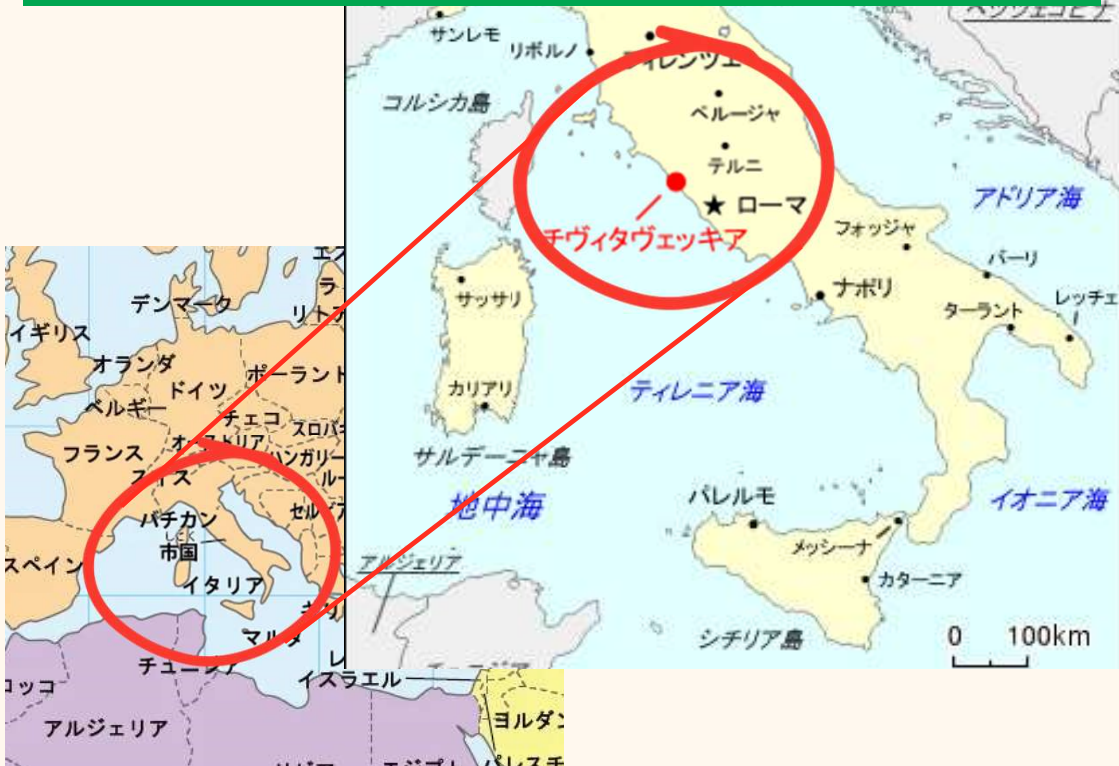 サンレモ
リボルノ
フィレンツェ
コルシカ島
ペルージャ
テルニ
アドリア海
★ ローマ
チヴィタヴェッキア
フォッジャ
バーリ
サッサリ
ナポリ
ターラント
レッチェ
カリアリ
ティレニア海
サルデーニャ島
地中海
パレルモ
イオニア海
メッシーナ
アルジェリア
カターニア
シチリア島
0 100km
デンマーク
イギリス
オランダ
ドイツ
ポーランド
ベルギー
チェコ
オーストリア
フランス
スイス
ハンガリー
バチカン
市国
スペイン
イタリア
マルタ
チュニジア
イスラエル
アルジェリア
ヨルダン